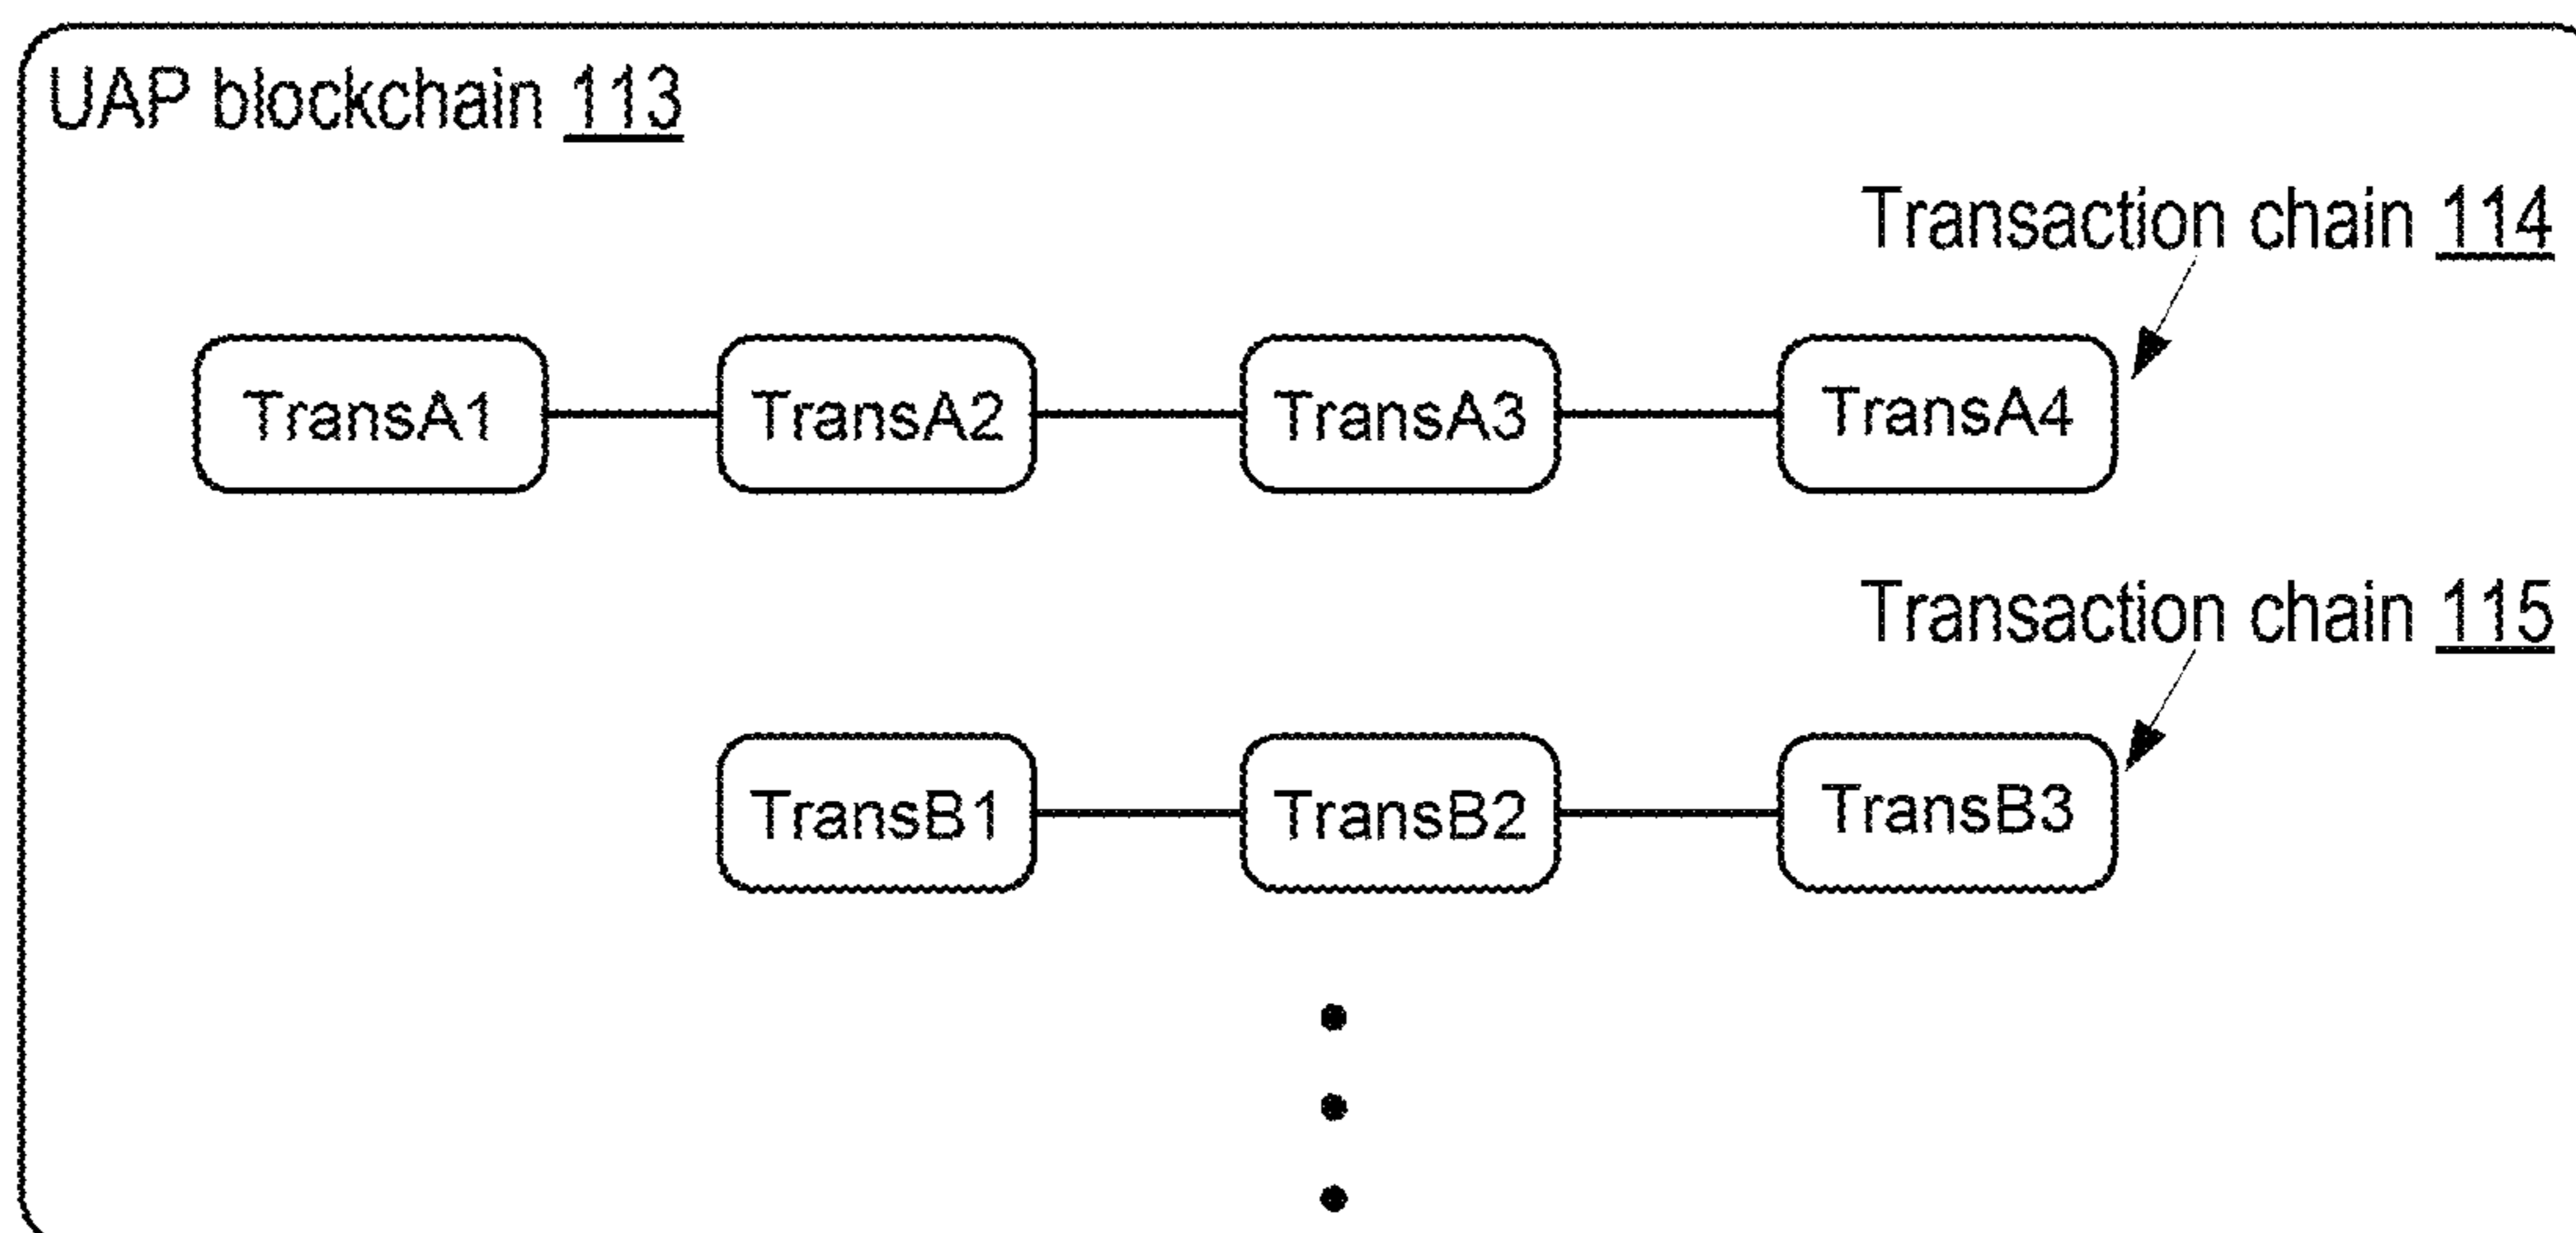 UAP blockchain 113
Transaction chain 114
TransA1 TransA2 TransA3 TransA4
Transaction chain 115
TransB1 TransB2 TransB3